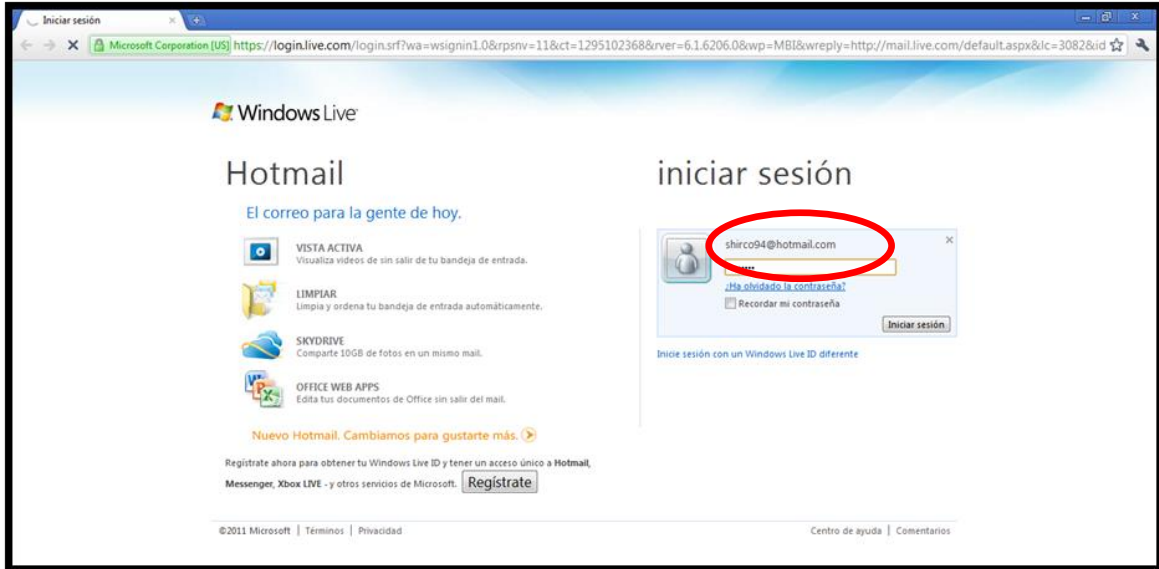 Iniciar sesión
Microsoft Corporation [US] https://login.live.com/login.srf?wa=wsignin1.0&rpsnv=11&ct=1295102368&rver=6.1.6206.0&wp=MBI&wreply=http://mail.live.com/default.aspx&lc=3082&id
Windows Live
Hotmail
El correo para la gente de hoy.
VISTA ACTIVA
Visualiza videos de sin salir de tu bandeja de entrada.
LIMPIAR
Limpia y ordena tu bandeja de entrada automáticamente.
SKYDRIVE
Comparte 10GB de fotos en un mismo mail.
OFFICE WEB APPS
Edita tus documentos de Office sin salir del mail.
Nuevo Hotmail. Cambiamos para gustarte más.
Regístrate ahora para obtener tu Windows Live ID y tener un acceso único a Hotmail,
Messenger, Xbox LIVE - y otros servicios de Microsoft. Regístrate
iniciar sesión
shirco94@hotmail.com
¿Ha olvidado la contraseña?
Recordar mi contraseña
Iniciar sesión
Inicie sesión con un Windows Live ID diferente
©2011 Microsoft | Términos | Privacidad
Centro de ayuda | Comentarios